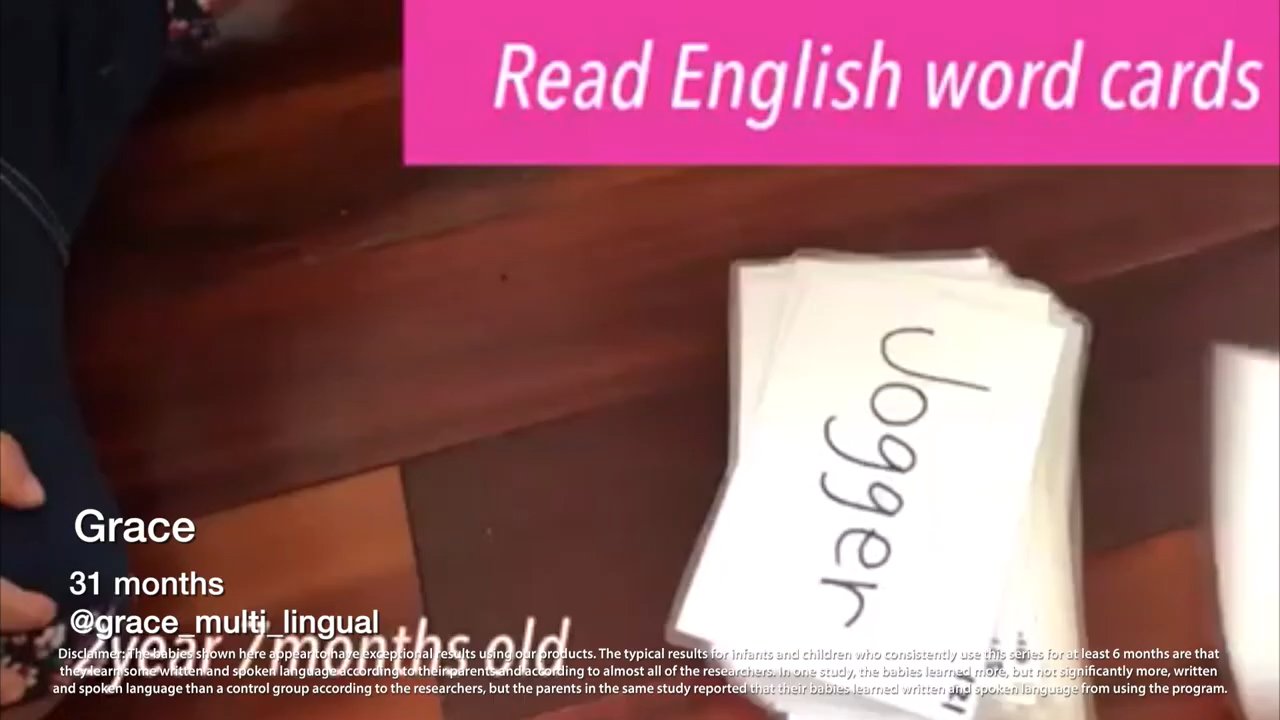 Read English word cards
Jogger
Grace
31 months
@grace_multi_lingual
2year 7months old
Disclaimer: The babies shown here appear to have exceptional results using our products. The typical results for infants and children who consistently use this series for at least 6 months are that
they learn some written and spoken language according to their parents and according to almost all of the researchers. In one study, the babies learned more, but not significantly more, written
and spoken language than a control group according to the researchers, but the parents in the same study reported that their babies learned written and spoken language from using the program.